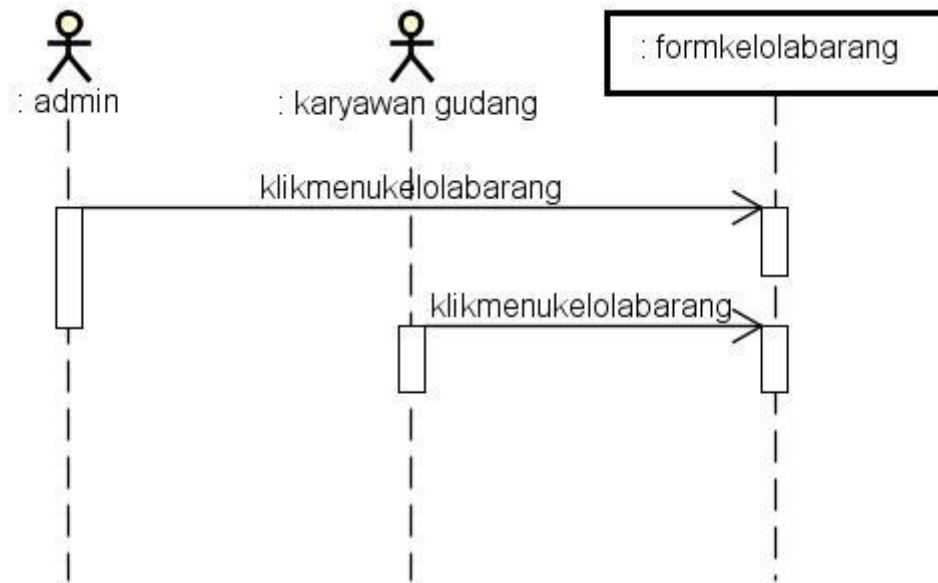 : admin
: karyawan gudang
: formkelolabarang
klikmenukelolabarang
klikmenukelolabarang